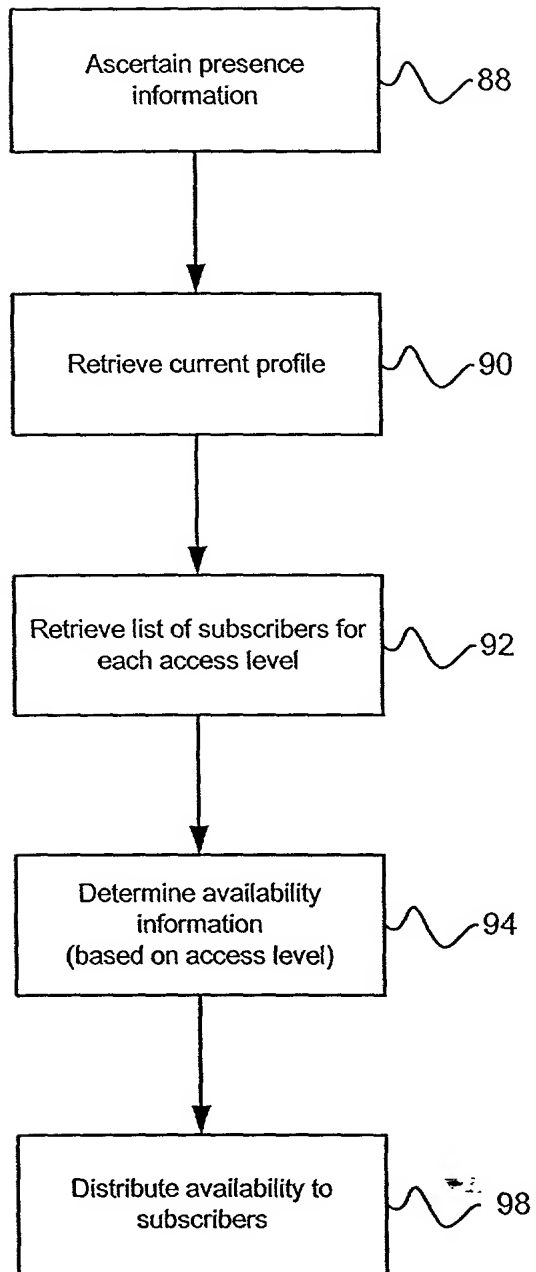 Ascertain presence
information
88
Retrieve current profile
90
Retrieve list of subscribers for
each access level
92
Determine availability
information
(based on access level)
94
Distribute availability to
subscribers
98